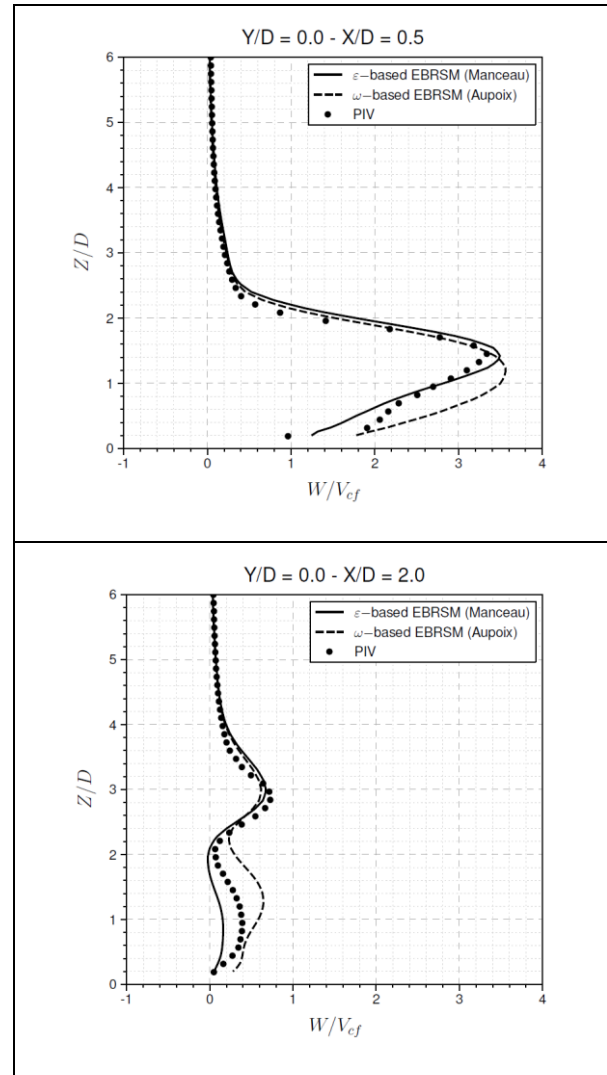 Y/D = 0.0 - X/D = 0.5
6
ε−based EBRSM (Manceau)
ω−based EBRSM (Aupoix)
PIV
5
4
Z/D
3
2
1
0
-1 0 1 2 3 4
W/V_cf
Y/D = 0.0 - X/D = 2.0
6
ε−based EBRSM (Manceau)
ω−based EBRSM (Aupoix)
PIV
5
4
Z/D
3
2
1
0
-1 0 1 2 3 4
W/V_cf